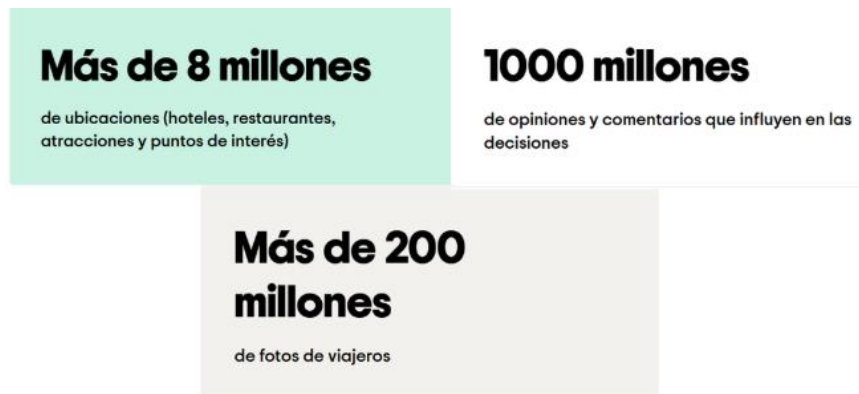 Más de 8 millones
de ubicaciones (hoteles, restaurantes,
atracciones y puntos de interés)
1000 millones
de opiniones y comentarios que influyen en las
decisiones
Más de 200
millones
de fotos de viajeros